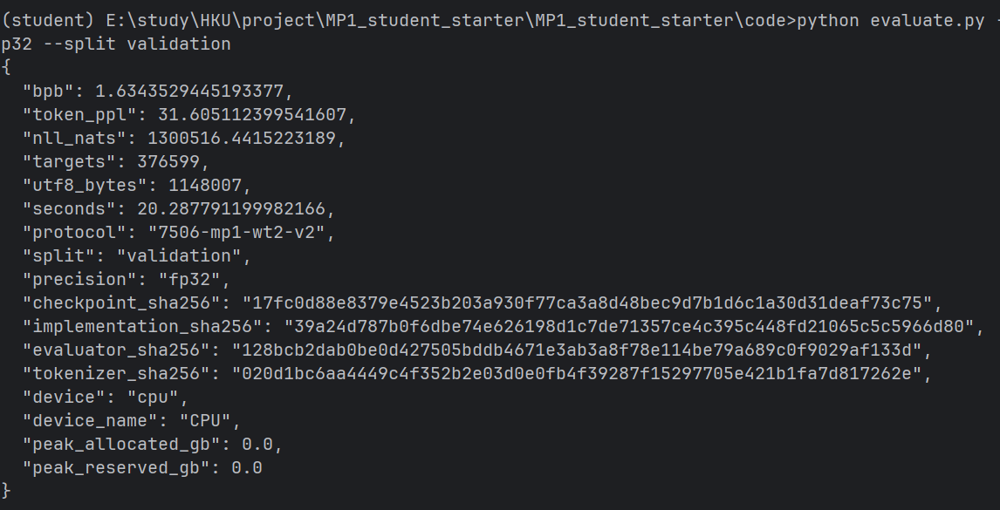 (student) E:\study\HKU\project\MP1_student_starter\MP1_student_starter\code>python evaluate.py -
p32 --split validation
{
  "bpb": 1.6343529445193377,
  "token_ppl": 31.605112399541607,
  "nll_nats": 1300516.4415223189,
  "targets": 376599,
  "utf8_bytes": 1148007,
  "seconds": 20.287791199982166,
  "protocol": "7506-mp1-wt2-v2",
  "split": "validation",
  "precision": "fp32",
  "checkpoint_sha256": "17fc0d88e8379e4523b203a930f77ca3a8d48bec9d7b1d6c1a30d31deaf73c75",
  "implementation_sha256": "39a24d787b0f6dbe74e626198d1c7de71357ce4c395c448fd21065c5c5966d80",
  "evaluator_sha256": "128bcb2dab0be0d427505bddb4671e3ab3a8f78e114be79a689c0f9029af133d",
  "tokenizer_sha256": "020d1bc6aa4449c4f352b2e03d0e0fb4f39287f15297705e421b1fa7d817262e",
  "device": "cpu",
  "device_name": "CPU",
  "peak_allocated_gb": 0.0,
  "peak_reserved_gb": 0.0
}